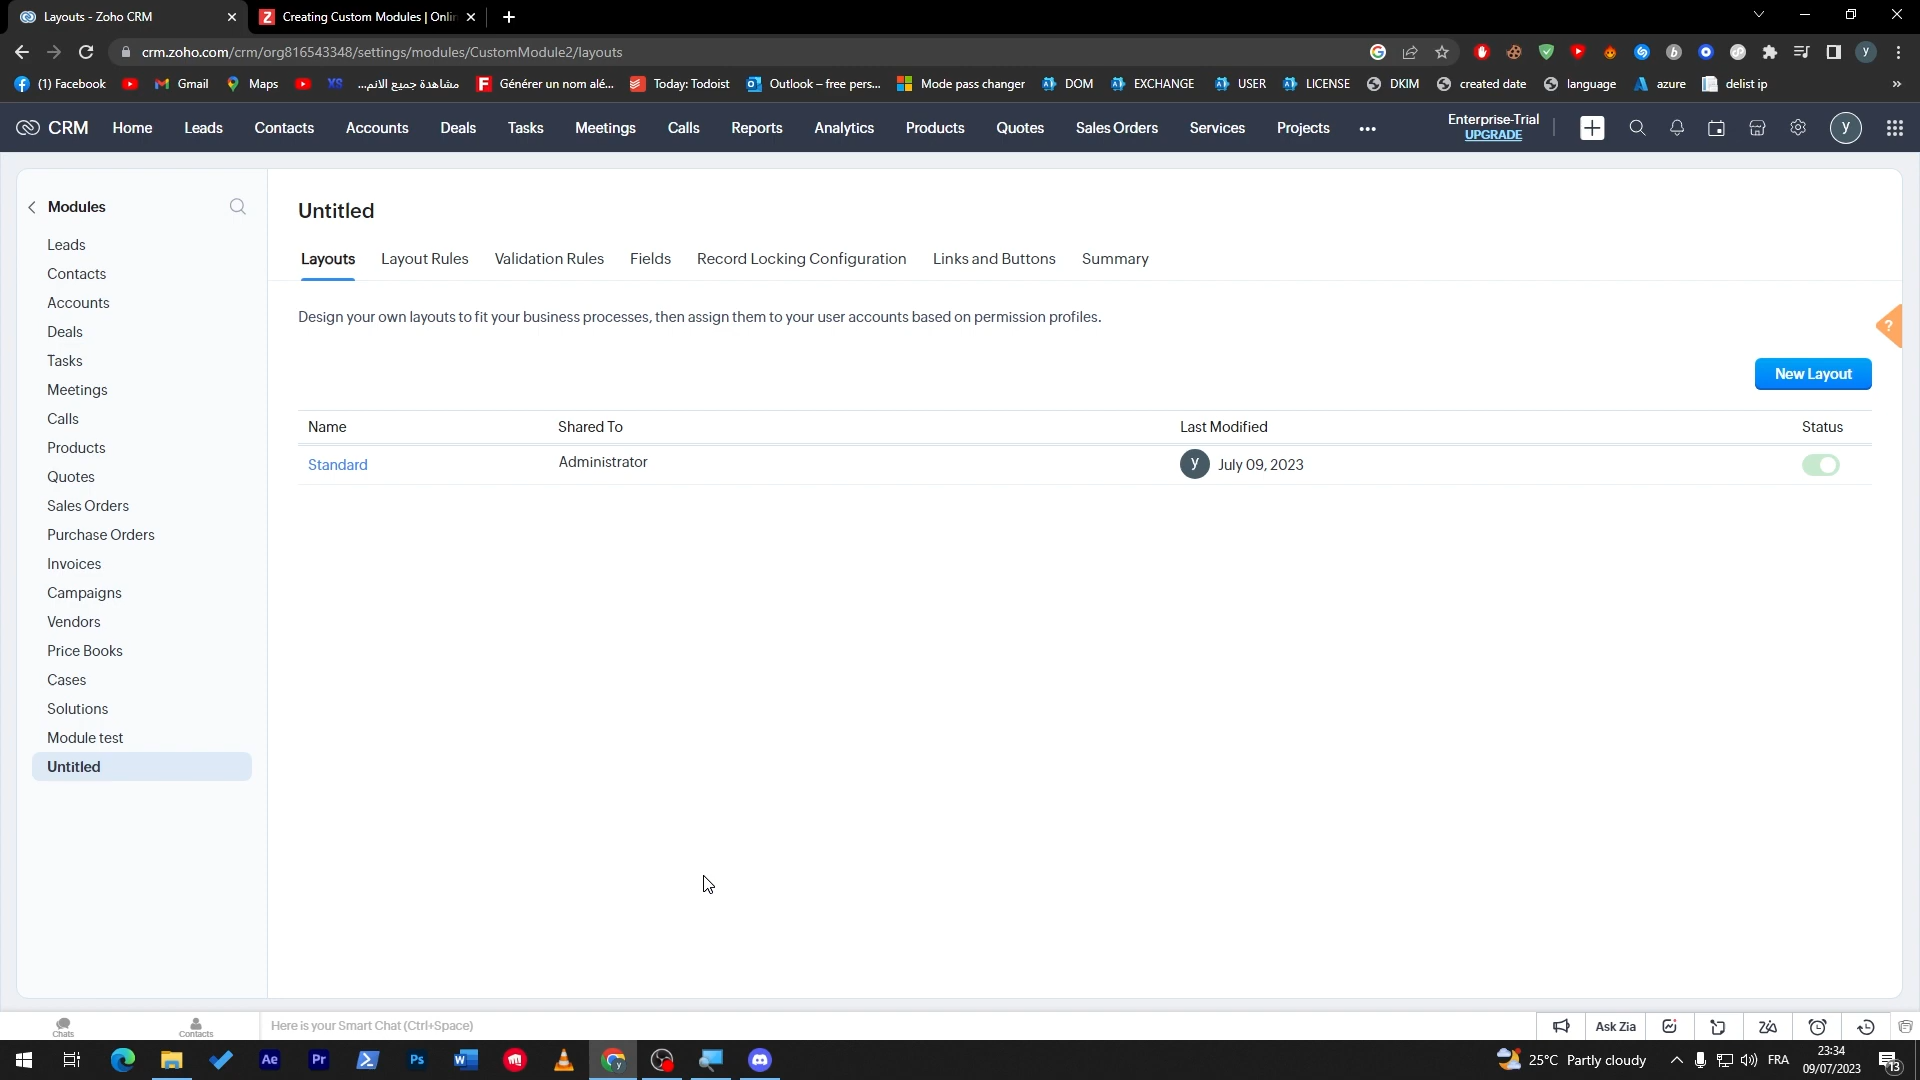 Layouts - Zoho CRM
Creating Custom Modules | Onlin
crm.zoho.com/crm/org816543348/settings/modules/CustomModule2/layouts
(1) Facebook
Gmail
Maps
مشاهدة جميع الانم...
Générer un nom alé...
Today: Todoist
Outlook – free pers...
Mode pass changer
DOM
EXCHANGE
USER
LICENSE
DKIM
created date
language
azure
delist ip
CRM
Home
Leads
Contacts
Accounts
Deals
Tasks
Meetings
Calls
Reports
Analytics
Products
Quotes
Sales Orders
Services
Projects
Enterprise-Trial
UPGRADE
y
Modules
Leads
Contacts
Accounts
Deals
Tasks
Meetings
Calls
Products
Quotes
Sales Orders
Purchase Orders
Invoices
Campaigns
Vendors
Price Books
Cases
Solutions
Module test
Untitled
Untitled
Layouts
Layout Rules
Validation Rules
Fields
Record Locking Configuration
Links and Buttons
Summary
Design your own layouts to fit your business processes, then assign them to your user accounts based on permission profiles.
?
New Layout
Name
Shared To
Last Modified
Status
Standard
Administrator
y
July 09, 2023
Chats
Contacts
Here is your Smart Chat (Ctrl+Space)
Ask Zia
Ae
Pr
Ps
25°C Partly cloudy
FRA
23:34
09/07/2023
13